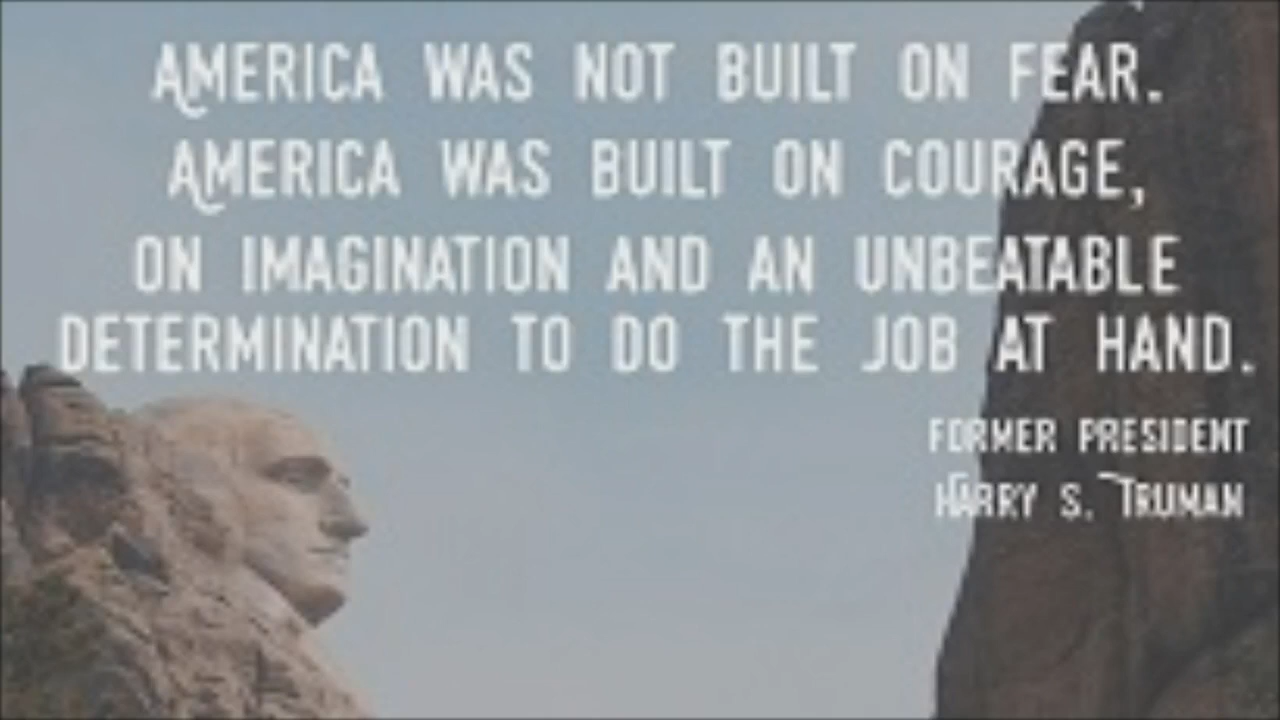 AMERICA WAS NOT BUILT ON FEAR.
AMERICA WAS BUILT ON COURAGE,
ON IMAGINATION AND AN UNBEATABLE
DETERMINATION TO DO THE JOB AT HAND.
FORMER PRESIDENT
HARRY S. TRUMAN